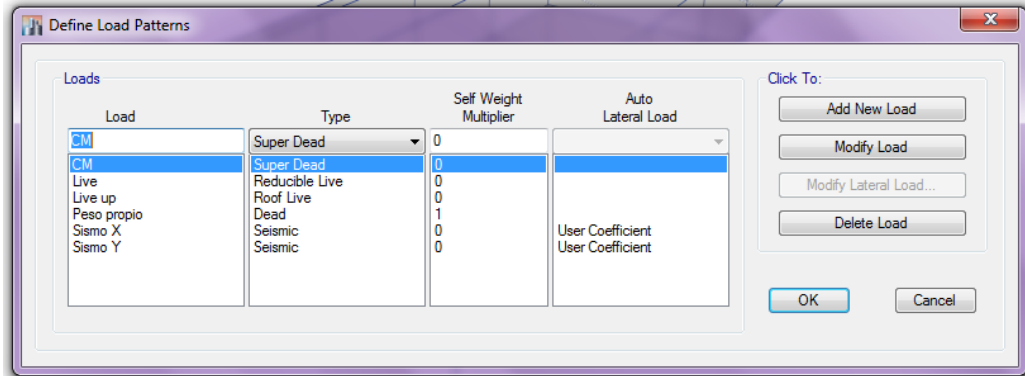 Define Load Patterns
Loads
Click To:
Load Type Self Weight Multiplier Auto Lateral Load
CM Super Dead 0
CM Super Dead 0
Live Reducible Live 0
Live up Roof Live 0
Peso propio Dead 1
Sismo X Seismic 0 User Coefficient
Sismo Y Seismic 0 User Coefficient
Add New Load
Modify Load
Modify Lateral Load...
Delete Load
OK Cancel